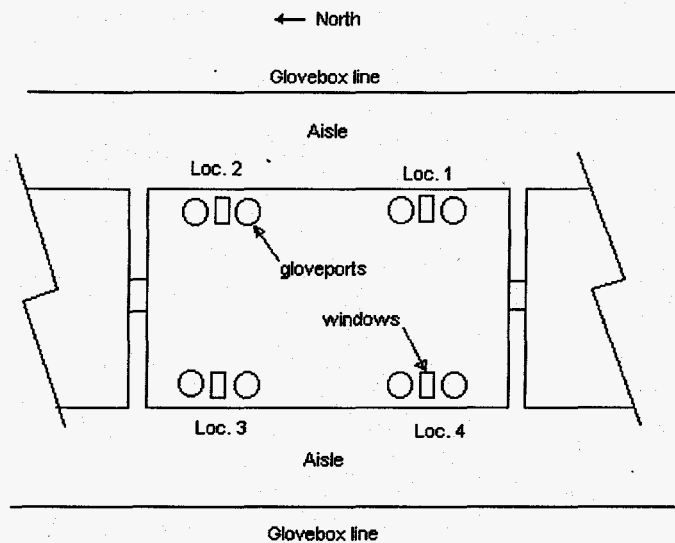 North
Glovebox line
Aisle
Loc. 2
Loc. 1
gloveports
windows
Loc. 3
Loc. 4
Aisle
Glovebox line